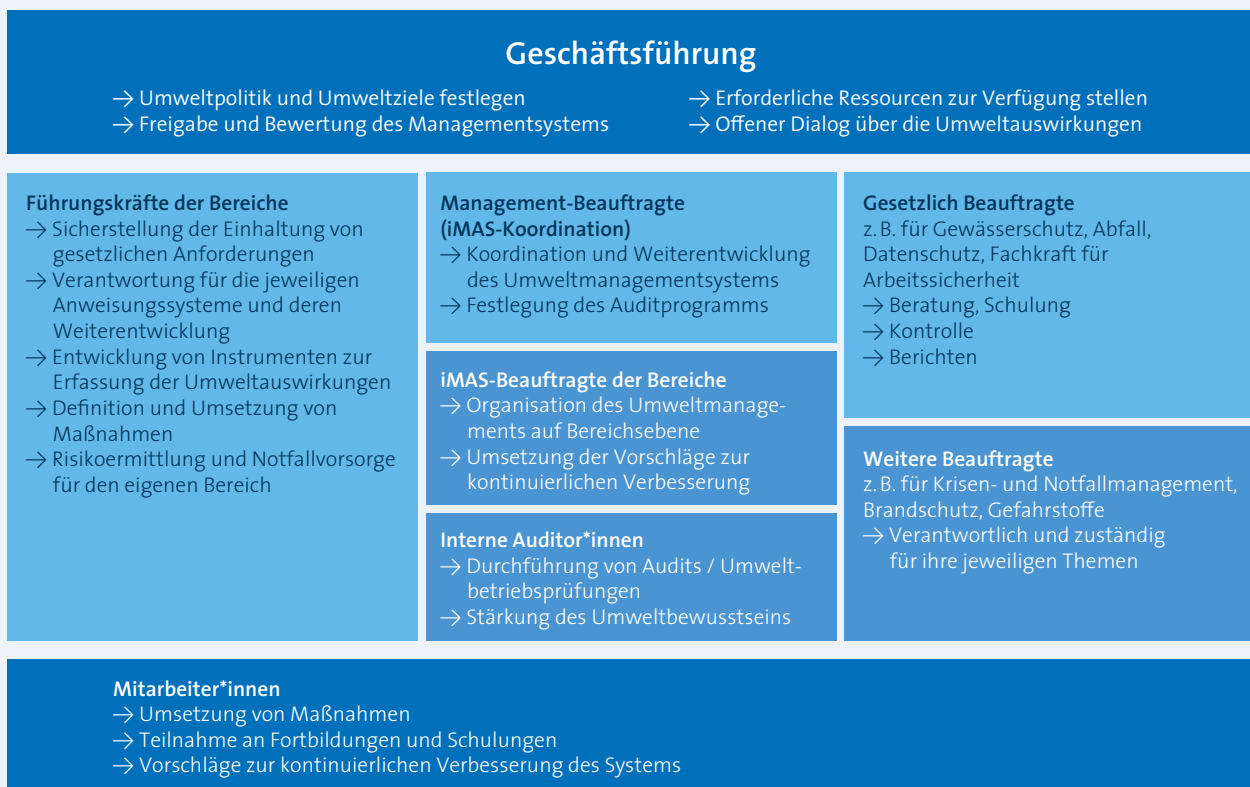 Geschäftsführung
→ Umweltpolitik und Umweltziele festlegen
→ Freigabe und Bewertung des Managementsystems
→ Erforderliche Ressourcen zur Verfügung stellen
→ Offener Dialog über die Umweltauswirkungen
Führungskräfte der Bereiche
→ Sicherstellung der Einhaltung von
gesetzlichen Anforderungen
→ Verantwortung für die jeweiligen
Anweisungssysteme und deren
Weiterentwicklung
→ Entwicklung von Instrumenten zur
Erfassung der Umweltauswirkungen
→ Definition und Umsetzung von
Maßnahmen
→ Risikoermittlung und Notfallvorsorge
für den eigenen Bereich
Management-Beauftragte
(iMAS-Koordination)
→ Koordination und Weiterentwicklung
des Umweltmanagementsystems
→ Festlegung des Auditprogramms
iMAS-Beauftragte der Bereiche
→ Organisation des Umweltmanage-
ments auf Bereichsebene
→ Umsetzung der Vorschläge zur
kontinuierlichen Verbesserung
Interne Auditor*innen
→ Durchführung von Audits / Umwelt-
betriebsprüfungen
→ Stärkung des Umweltbewusstseins
Gesetzlich Beauftragte
z. B. für Gewässerschutz, Abfall,
Datenschutz, Fachkraft für
Arbeitssicherheit
→ Beratung, Schulung
→ Kontrolle
→ Berichten
Weitere Beauftragte
z. B. für Krisen- und Notfallmanagement,
Brandschutz, Gefahrstoffe
→ Verantwortlich und zuständig
für ihre jeweiligen Themen
Mitarbeiter*innen
→ Umsetzung von Maßnahmen
→ Teilnahme an Fortbildungen und Schulungen
→ Vorschläge zur kontinuierlichen Verbesserung des Systems